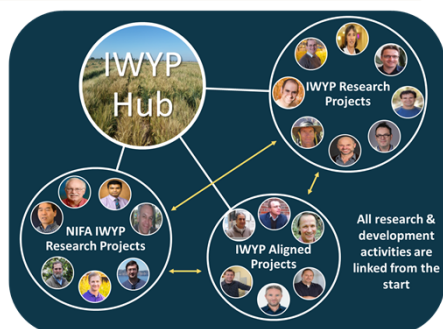 IWYP
Hub
IWYP Research
Projects
NIFA IWYP
Research Projects
IWYP Aligned
Projects
All research &
development
activities are
linked from the
start